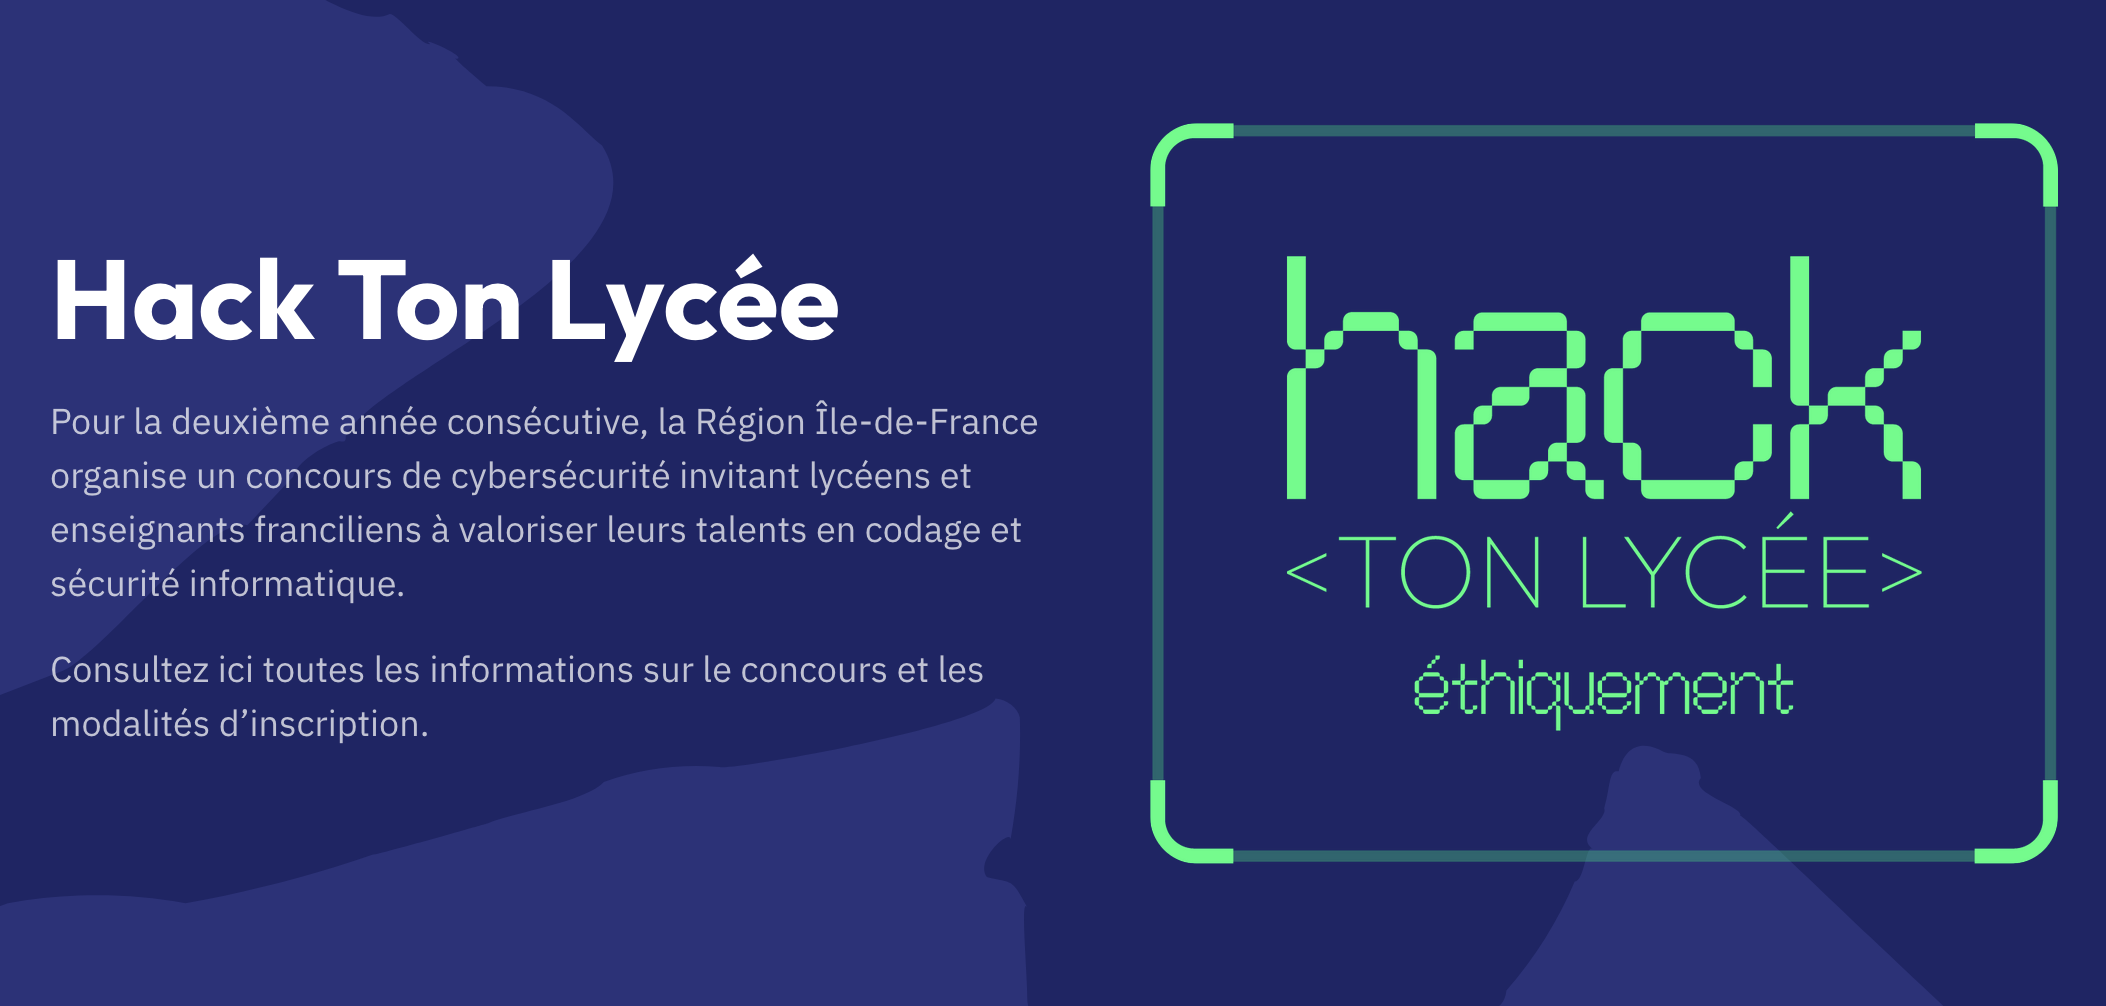 Hack Ton Lycée
Pour la deuxième année consécutive, la Région Île-de-France
organise un concours de cybersécurité invitant lycéens et
enseignants franciliens à valoriser leurs talents en codage et
sécurité informatique.
Consultez ici toutes les informations sur le concours et les
modalités d’inscription.
hack
<TON LYCÉE>
éthiquement